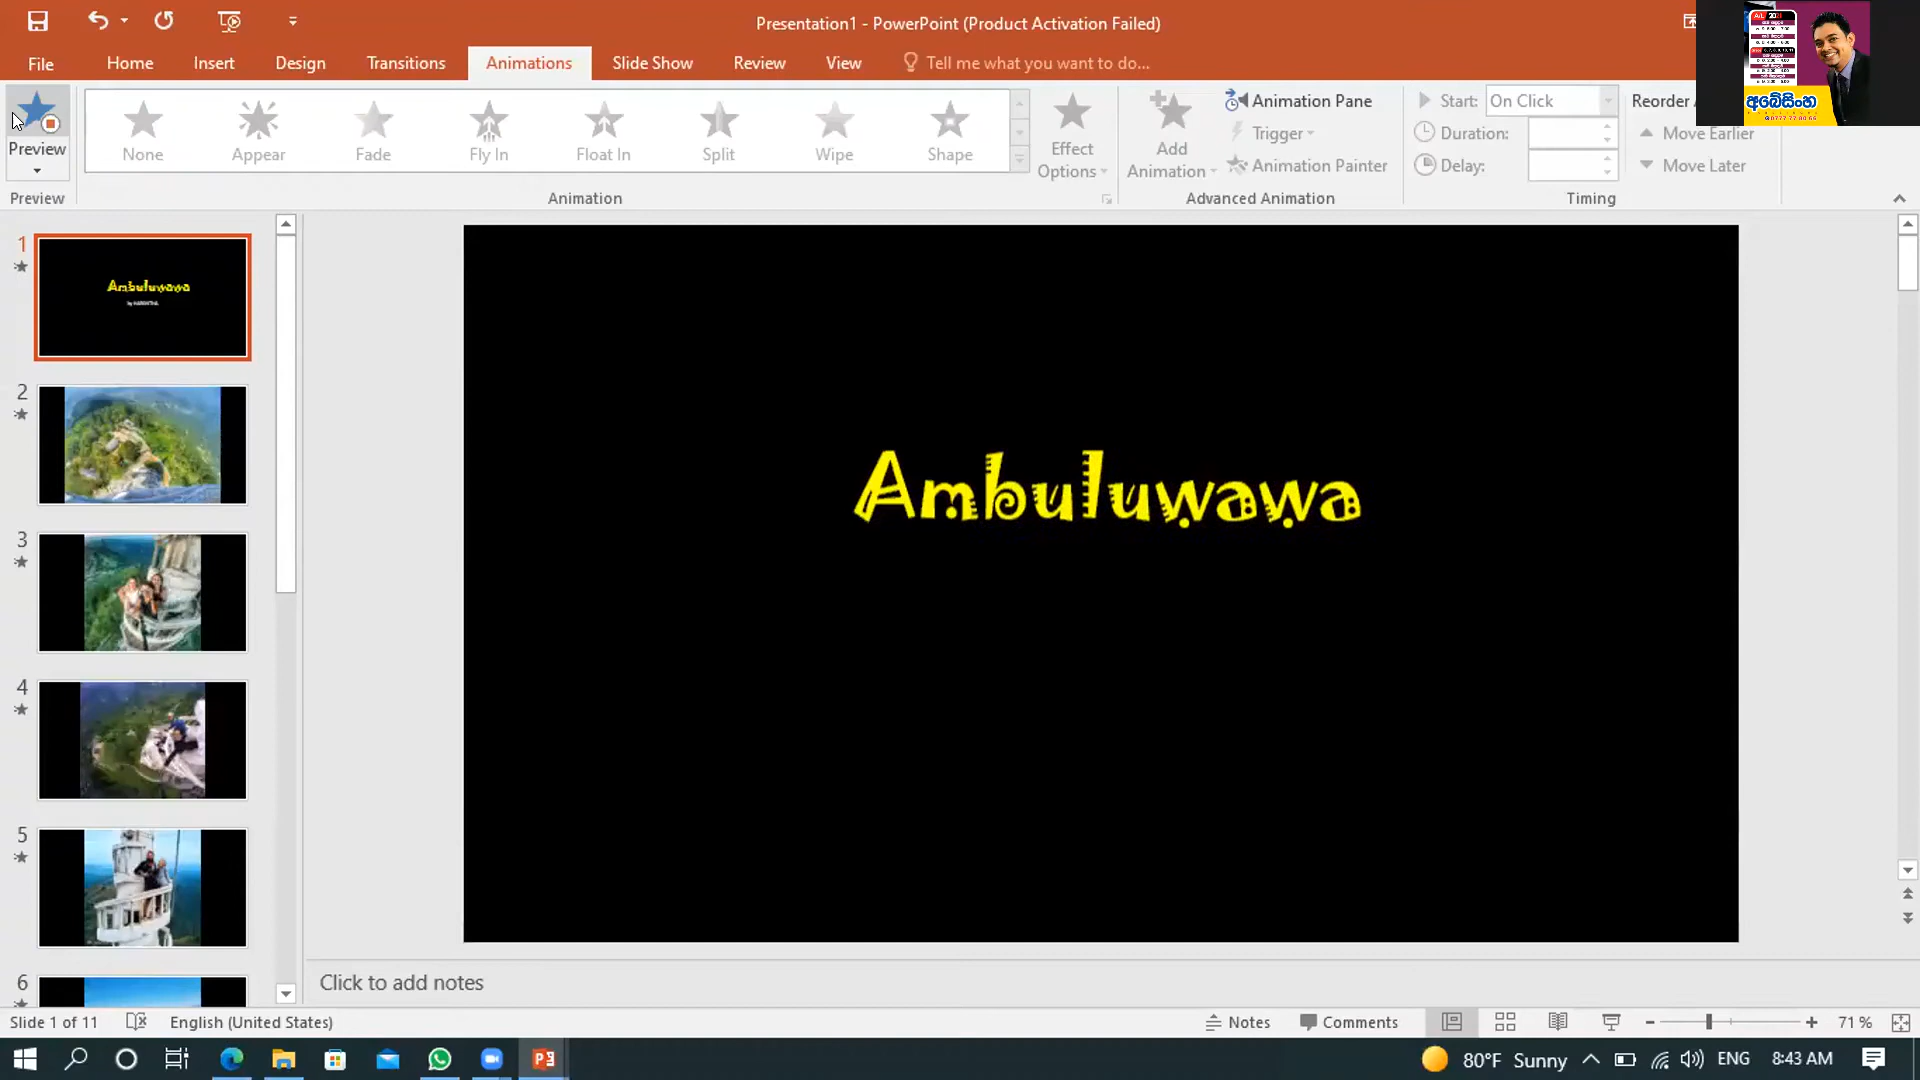 Presentation1 - PowerPoint (Product Activation Failed)
File
Home
Insert
Design
Transitions
Animations
Slide Show
Review
View
Tell me what you want to do...
Preview
None
Appear
Fade
Fly In
Float In
Split
Wipe
Shape
Effect
Options
Add
Animation
Animation Pane
Trigger
Animation Painter
Start:
On Click
Duration:
Delay:
Reorder
Move Earlier
Move Later
Preview
Animation
Advanced Animation
Timing
A/L 20
අබේසිංහ
1
Ambuluwawa
2
3
4
5
6
Ambuluwawa
Click to add notes
Slide 1 of 11
English (United States)
Notes
Comments
71 %
80°F Sunny
ENG
8:43 AM